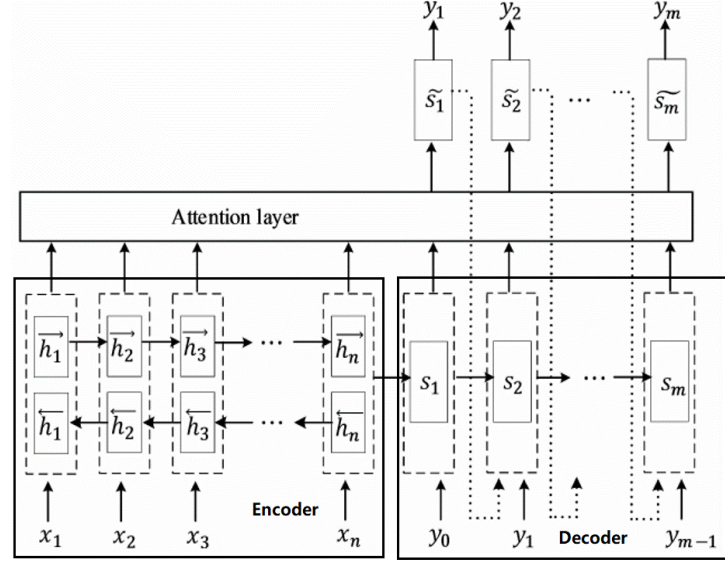 y₁ y₂ yₘ
s̃₁ s̃₂ ... s̃ₘ
Attention layer
h⃗₁ h⃗₂ h⃗₃ ... h⃗ₙ
s₁ s₂ ... sₘ
h⃖₁ h⃖₂ h⃖₃ ... h⃖ₙ
Encoder
x₁ x₂ x₃ xₙ
y₀ y₁ Decoder yₘ₋₁